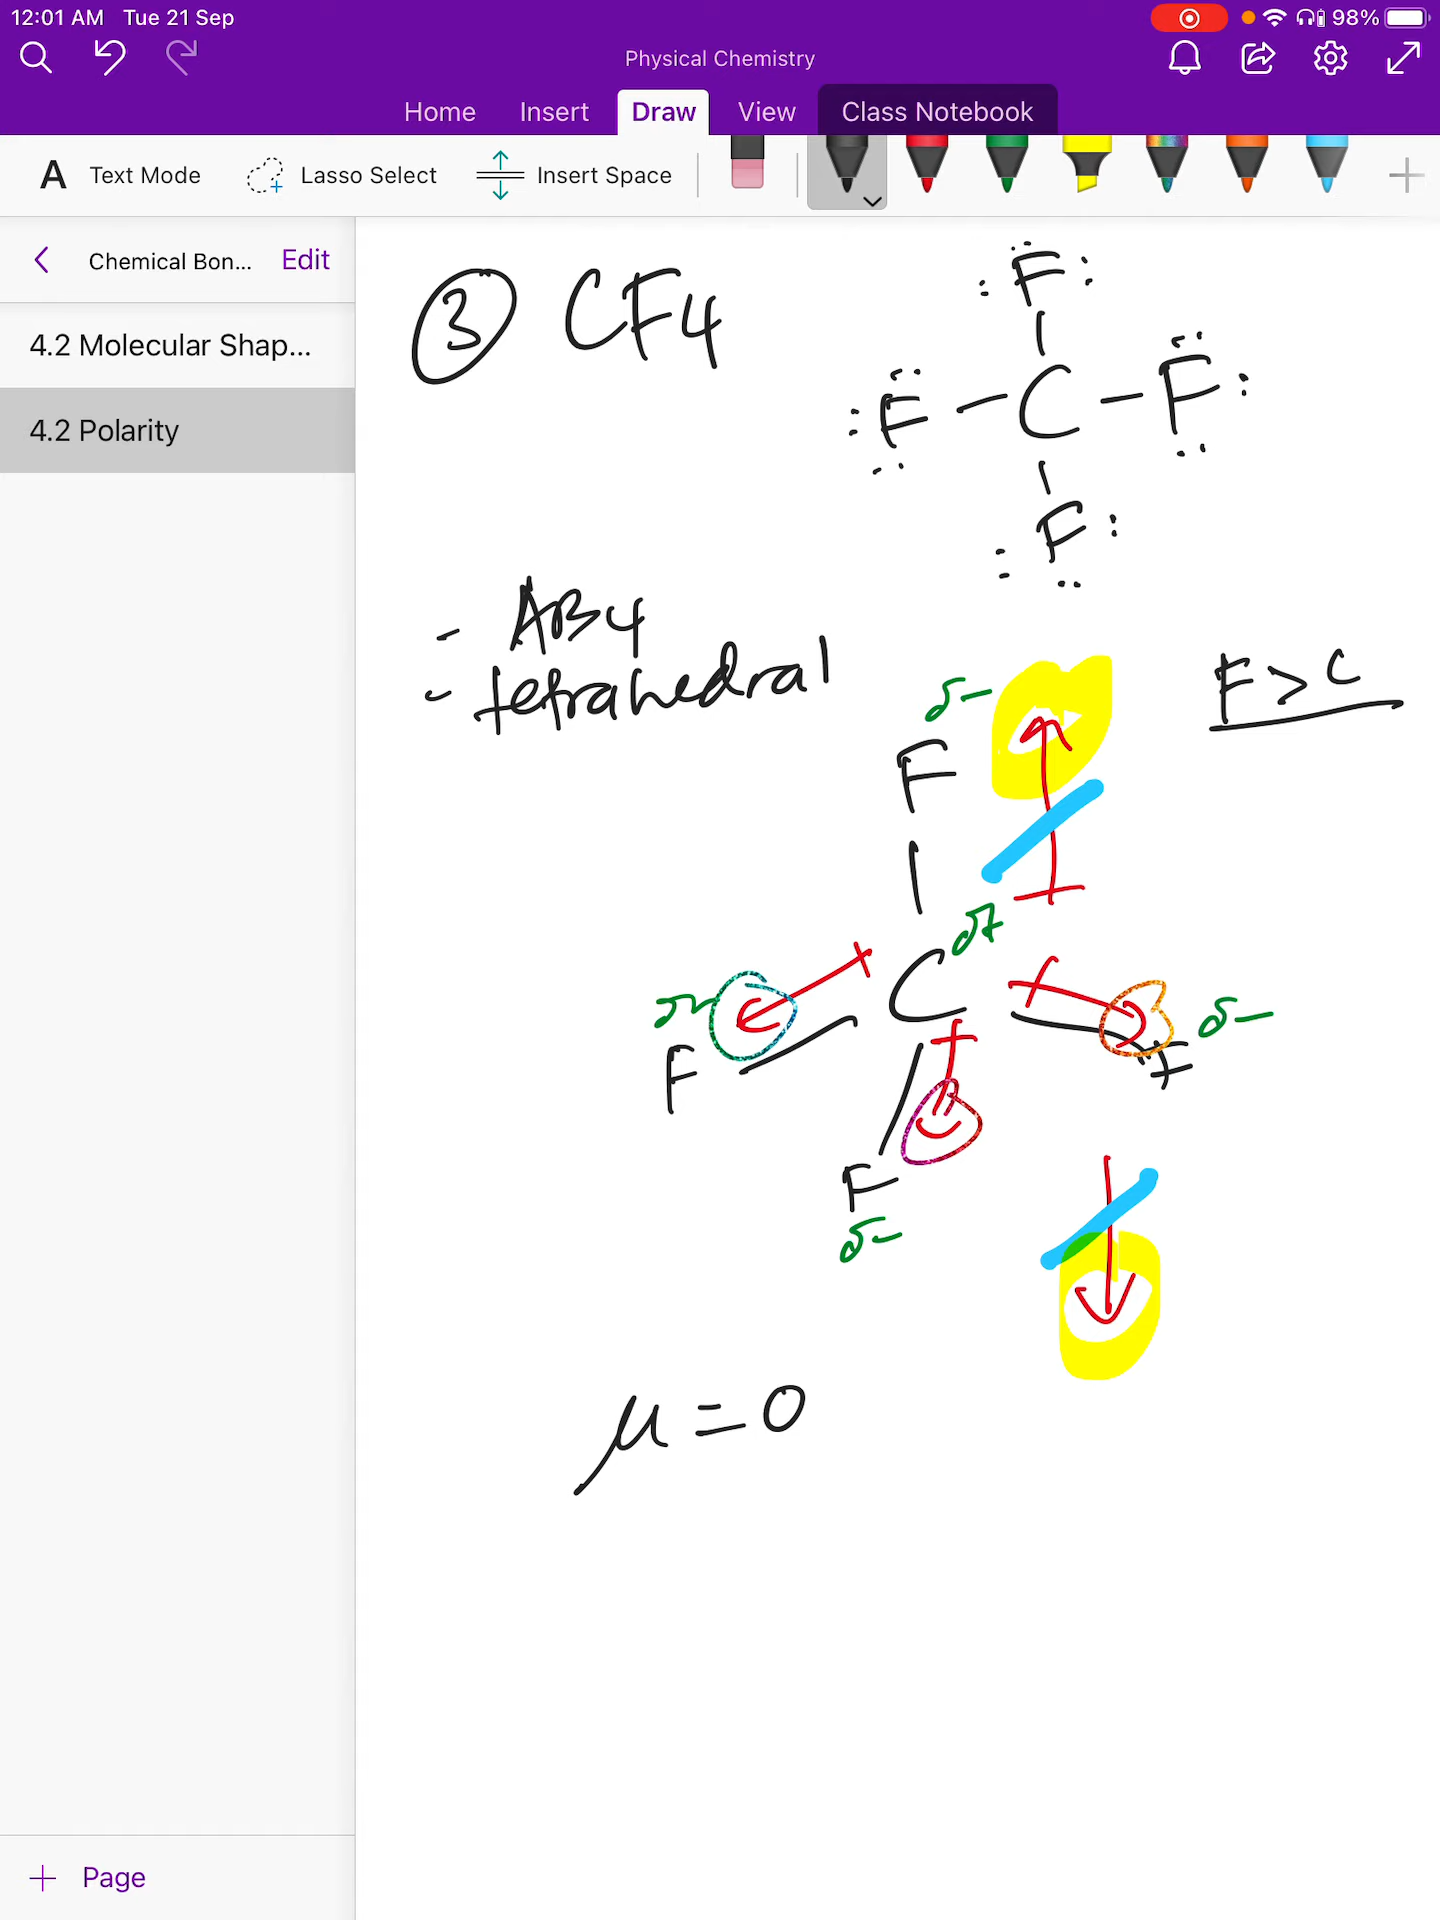 12:01 AM Tue 21 Sep
98%
Physical Chemistry
Home Insert Draw View Class Notebook
A Text Mode Lasso Select Insert Space
Chemical Bon... Edit
4.2 Molecular Shap...
4.2 Polarity
3 CF4
F
F - C - F
F
- AB4
- tetrahedral
F > C
δ-
F
δ+
C
δ-
F
δ-
F
F
δ-
μ = 0
+ Page